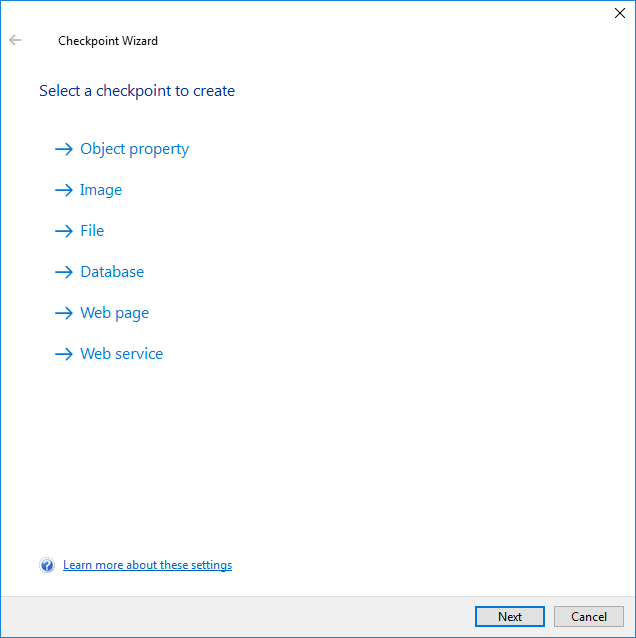 Checkpoint Wizard
Select a checkpoint to create
Object property
Image
File
Database
Web page
Web service
Learn more about these settings
Next
Cancel